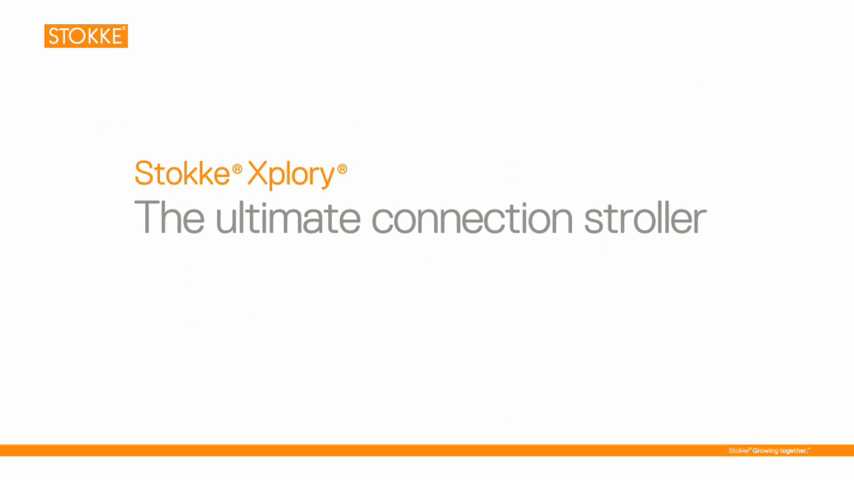 STOKKE®
Stokke® Xplory®
The ultimate connection stroller
Stokke® Growing together.™